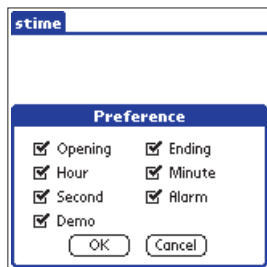 stime
Preference
Opening Ending
Hour Minute
Second Alarm
Demo
OK Cancel